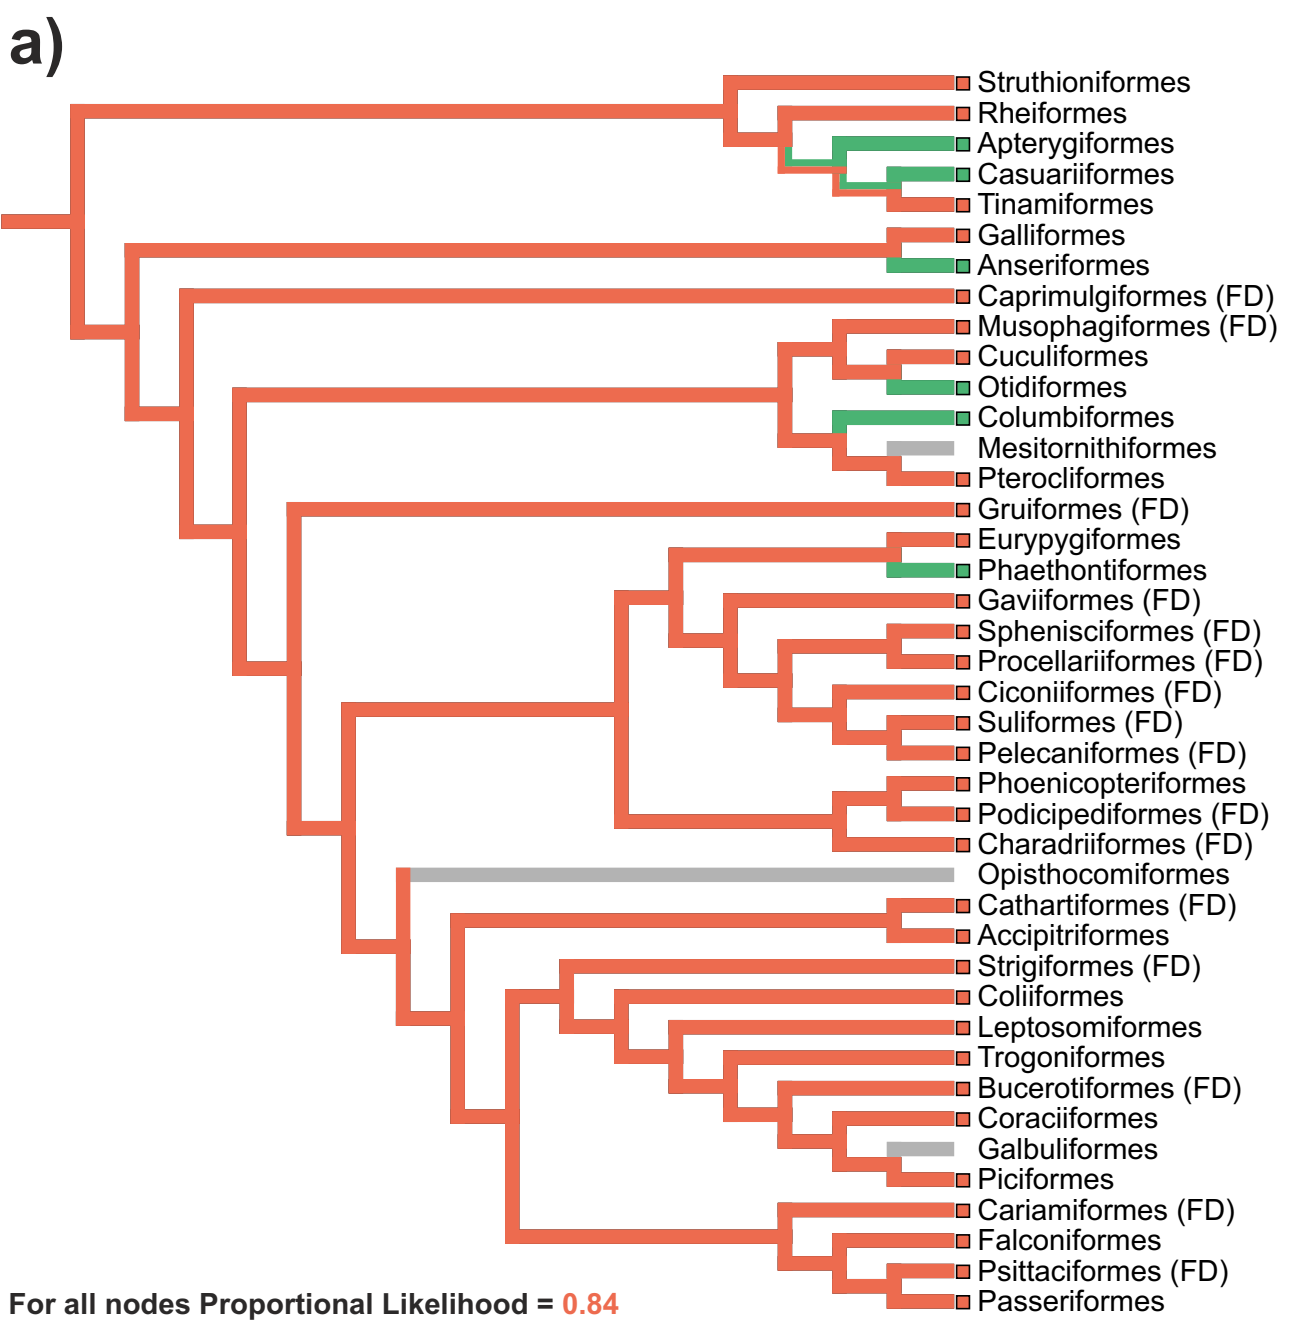 a)
Struthioniformes
Rheiformes
Apterygiformes
Casuariiformes
Tinamiformes
Galliformes
Anseriformes
Caprimulgiformes (FD)
Musophagiformes (FD)
Cuculiformes
Otidiformes
Columbiformes
Mesitornithiformes
Pterocliformes
Gruiformes (FD)
Eurypygiformes
Phaethontiformes
Gaviiformes (FD)
Sphenisciformes (FD)
Procellariiformes (FD)
Ciconiiformes (FD)
Suliformes (FD)
Pelecaniformes (FD)
Phoenicopteriformes
Podicipediformes (FD)
Charadriiformes (FD)
Opisthocomiformes
Cathartiformes (FD)
Accipitriformes
Strigiformes (FD)
Coliiformes
Leptosomiformes
Trogoniformes
Bucerotiformes (FD)
Coraciiformes
Galbuliformes
Piciformes
Cariamiformes (FD)
Falconiformes
Psittaciformes (FD)
Passeriformes
For all nodes Proportional Likelihood = 0.84